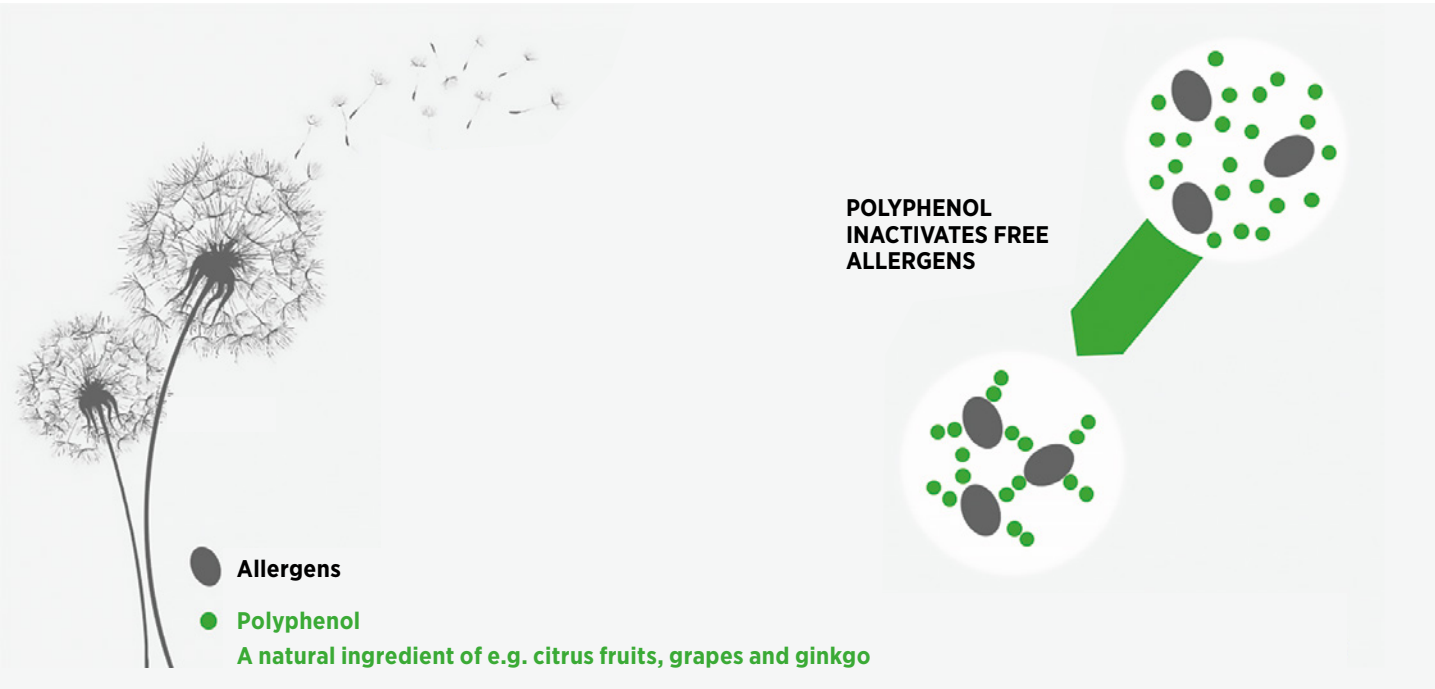 POLYPHENOL
INACTIVATES FREE
ALLERGENS
Allergens
Polyphenol
A natural ingredient of e.g. citrus fruits, grapes and ginkgo